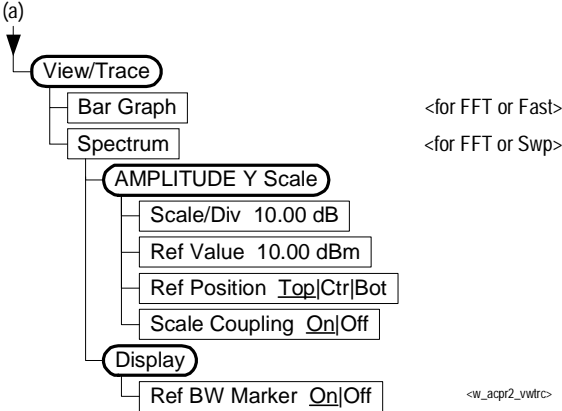 (a)
View/Trace
Bar Graph <for FFT or Fast>
Spectrum <for FFT or Swp>
AMPLITUDE Y Scale
Scale/Div 10.00 dB
Ref Value 10.00 dBm
Ref Position Top|Ctr|Bot
Scale Coupling On|Off
Display
Ref BW Marker On|Off <w_acpr2_vwtrc>